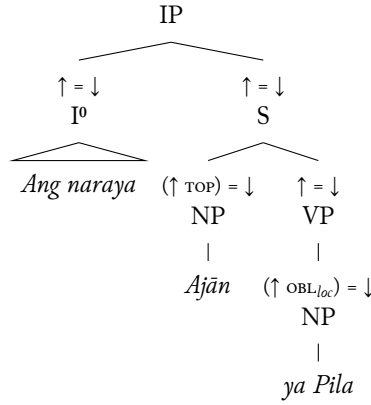 IP
↑ = ↓ ↑ = ↓
I⁰ S
Ang naraya (↑ TOP) = ↓ ↑ = ↓
NP VP
Ajān (↑ OBL_loc) = ↓
NP
ya Pila